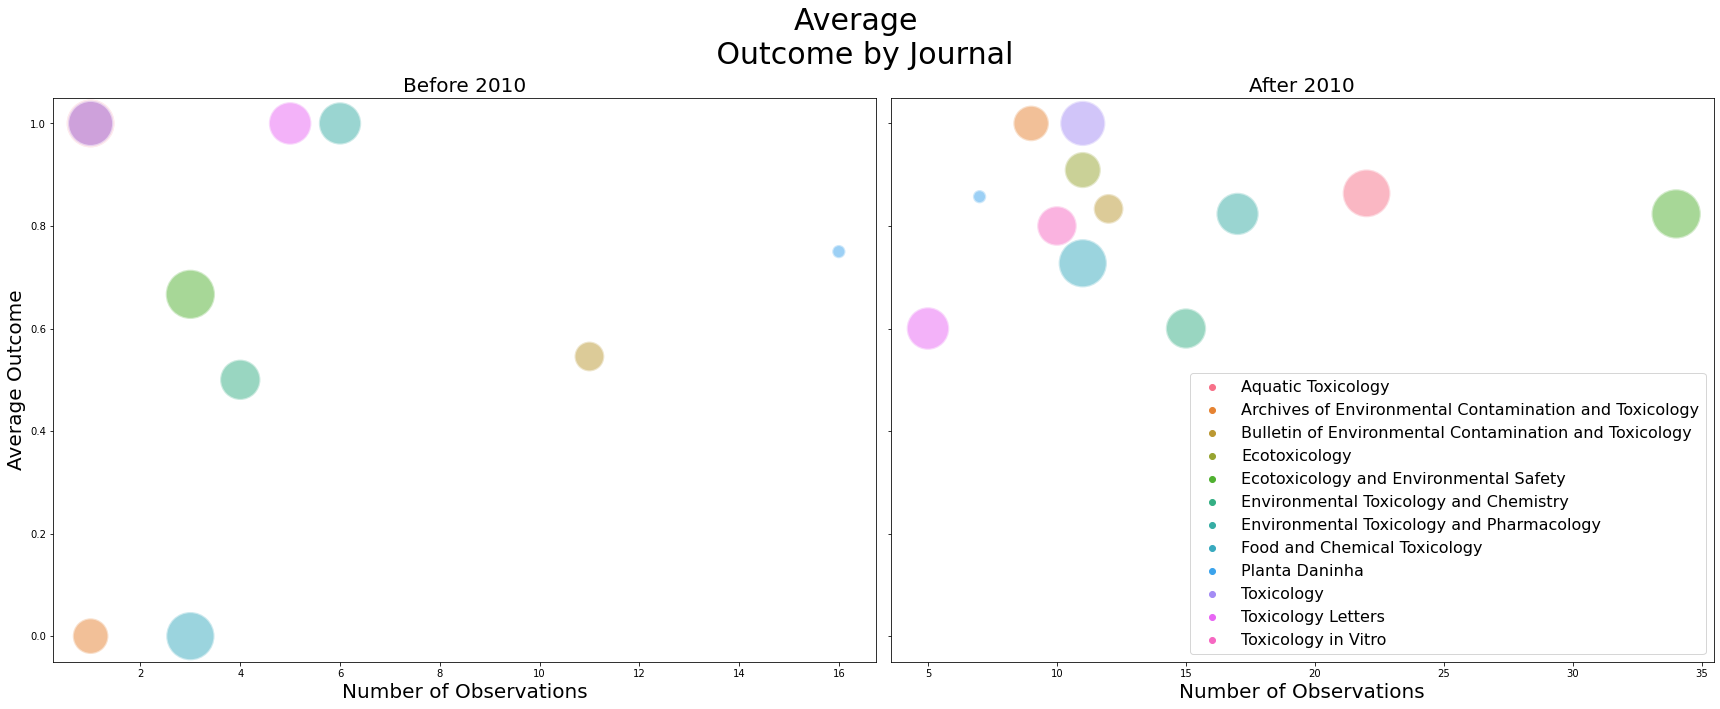 Average
Outcome by Journal
Before 2010
After 2010
Average Outcome
1.0
0.8
0.6
0.4
0.2
0.0
2 4 6 8 10 12 14 16
Number of Observations
5 10 15 20 25 30 35
Number of Observations
Aquatic Toxicology
Archives of Environmental Contamination and Toxicology
Bulletin of Environmental Contamination and Toxicology
Ecotoxicology
Ecotoxicology and Environmental Safety
Environmental Toxicology and Chemistry
Environmental Toxicology and Pharmacology
Food and Chemical Toxicology
Planta Daninha
Toxicology
Toxicology Letters
Toxicology in Vitro